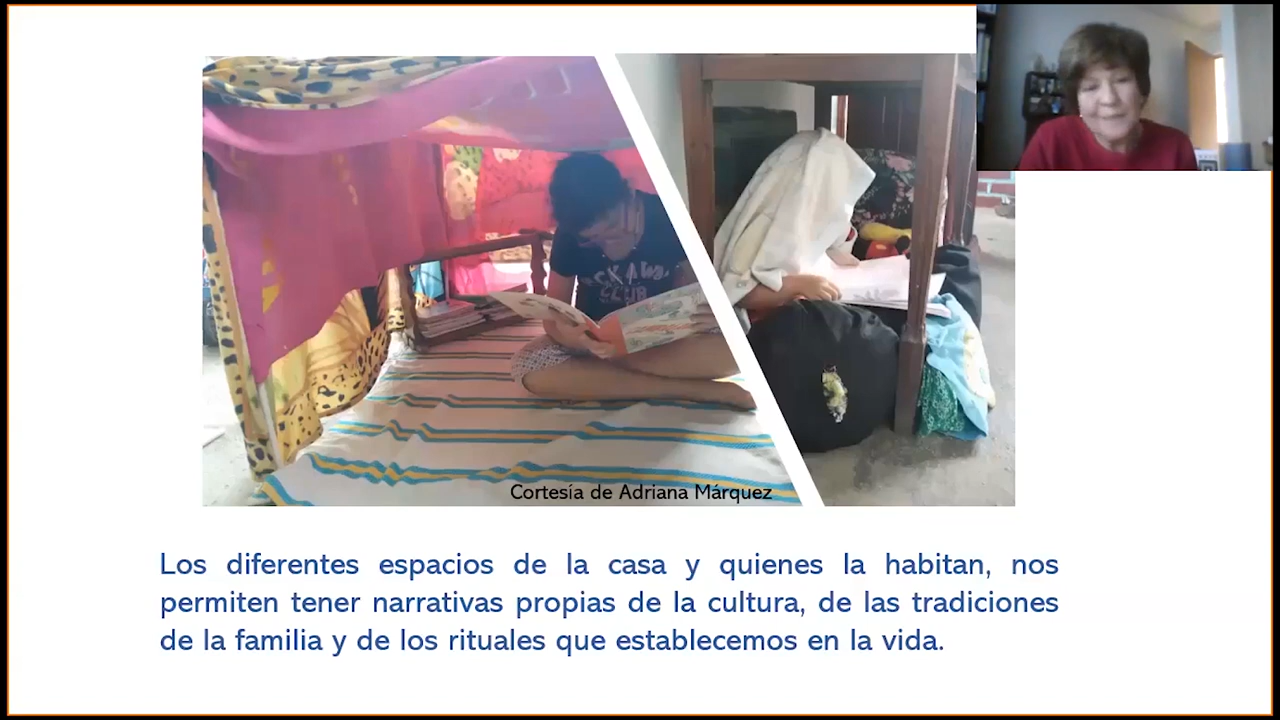 Cortesía de Adriana Márquez
Los diferentes espacios de la casa y quienes la habitan, nos
permiten tener narrativas propias de la cultura, de las tradiciones
de la familia y de los rituales que establecemos en la vida.